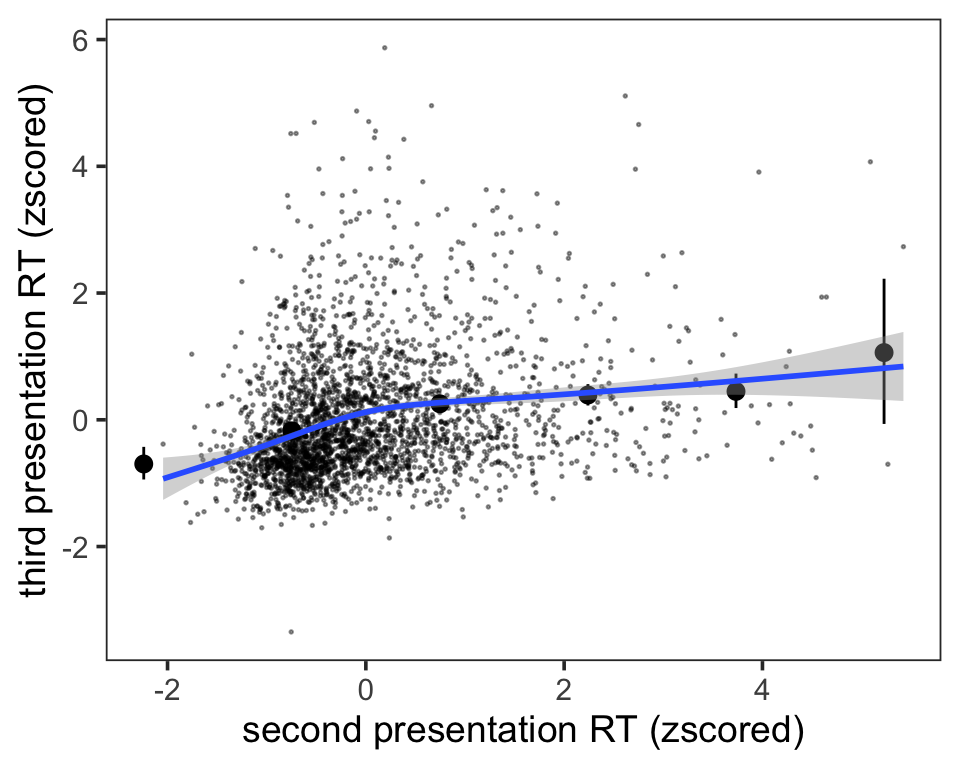 third presentation RT (zscored)
6
4
2
0
-2
-2 0 2 4
second presentation RT (zscored)